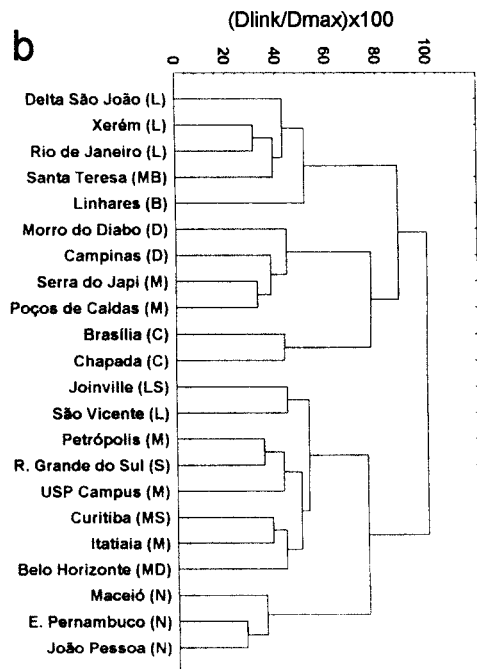 b
(Dlink/Dmax)x100
0 20 40 60 80 100
Delta São João (L)
Xerém (L)
Rio de Janeiro (L)
Santa Teresa (MB)
Linhares (B)
Morro do Diabo (D)
Campinas (D)
Serra do Japi (M)
Poços de Caldas (M)
Brasília (C)
Chapada (C)
Joinville (LS)
São Vicente (L)
Petrópolis (M)
R. Grande do Sul (S)
USP Campus (M)
Curitiba (MS)
Itatiaia (M)
Belo Horizonte (MD)
Maceió (N)
E. Pernambuco (N)
João Pessoa (N)